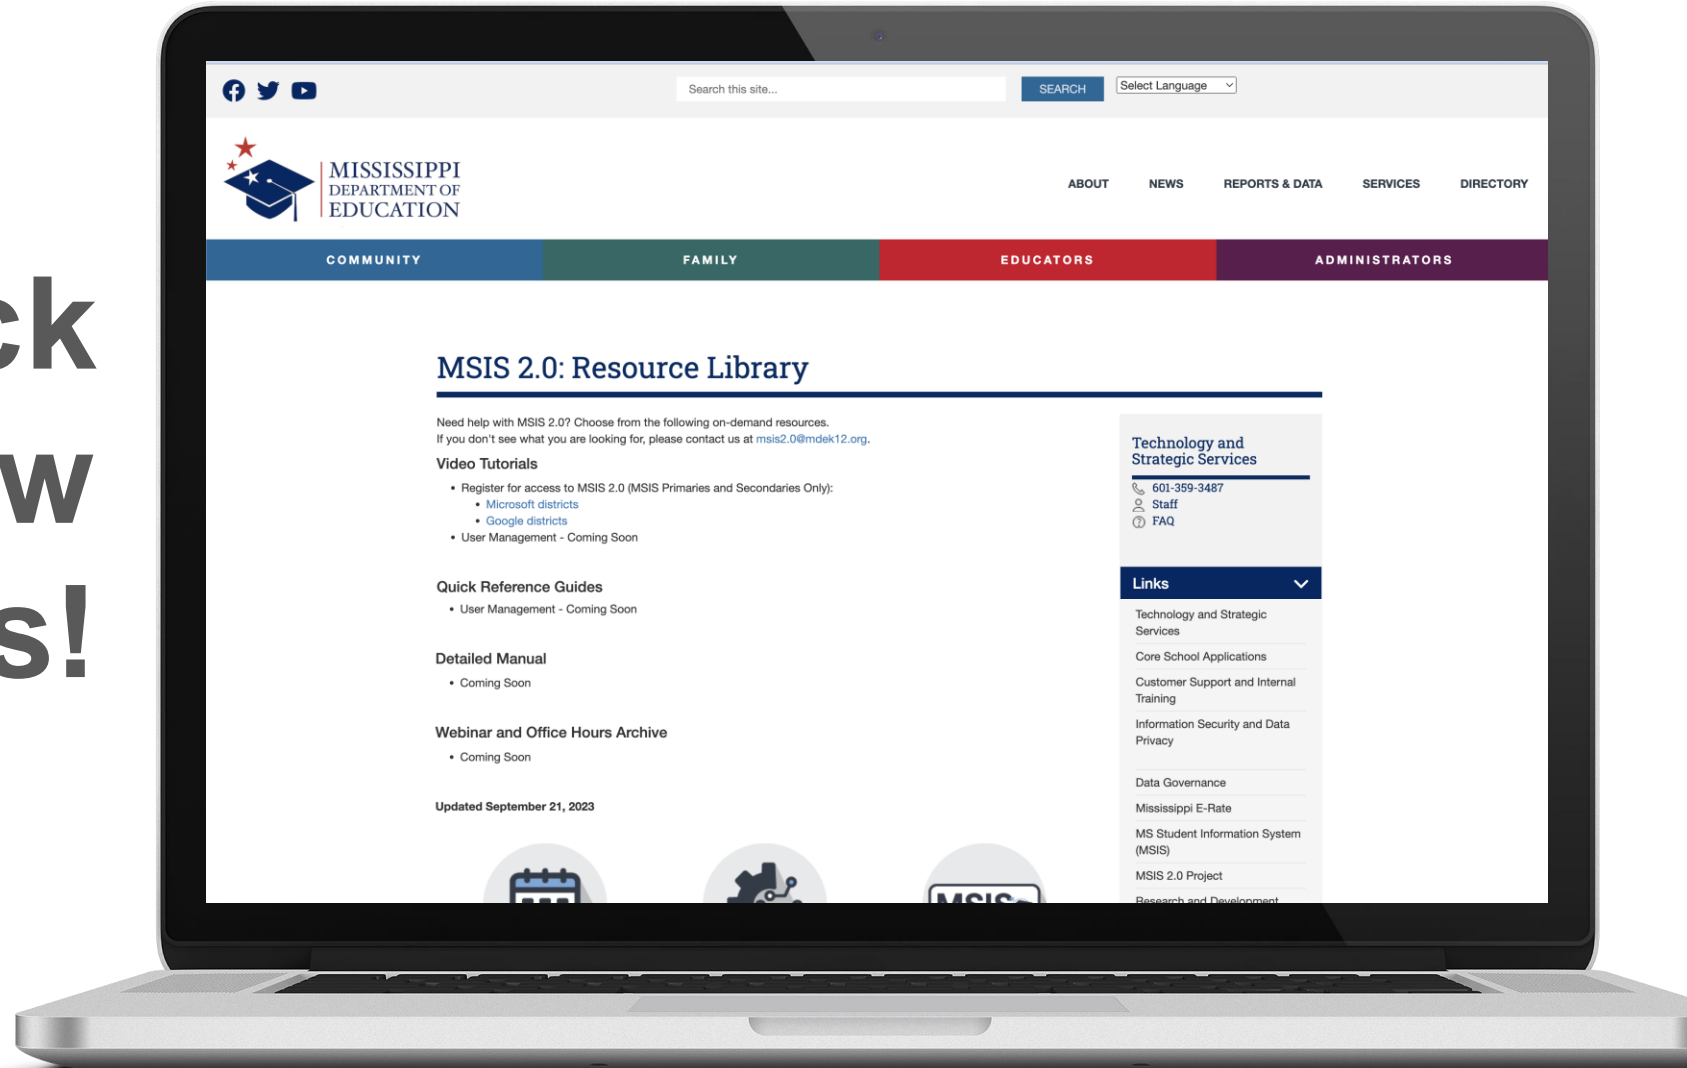 ck
w
s!
Search this site...
SEARCH
Select Language
MISSISSIPPI
DEPARTMENT OF
EDUCATION
ABOUT NEWS REPORTS & DATA SERVICES DIRECTORY
COMMUNITY FAMILY EDUCATORS ADMINISTRATORS
MSIS 2.0: Resource Library
Need help with MSIS 2.0? Choose from the following on-demand resources.
If you don't see what you are looking for, please contact us at msis2.0@mdek12.org.
Video Tutorials
• Register for access to MSIS 2.0 (MSIS Primaries and Secondaries Only):
• Microsoft districts
• Google districts
• User Management - Coming Soon
Quick Reference Guides
• User Management - Coming Soon
Detailed Manual
• Coming Soon
Webinar and Office Hours Archive
• Coming Soon
Updated September 21, 2023
MSIS
Technology and
Strategic Services
601-359-3487
Staff
FAQ
Links
Technology and Strategic
Services
Core School Applications
Customer Support and Internal
Training
Information Security and Data
Privacy
Data Governance
Mississippi E-Rate
MS Student Information System
(MSIS)
MSIS 2.0 Project
Research and Development